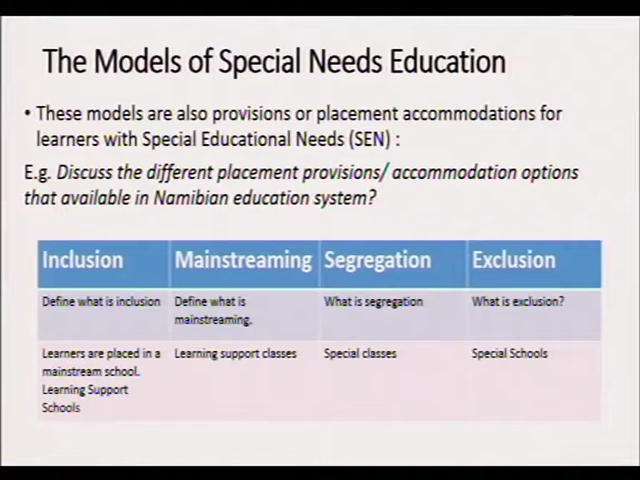 The Models of Special Needs Education
• These models are also provisions or placement accommodations for
learners with Special Educational Needs (SEN) :
E.g. Discuss the different placement provisions/ accommodation options
that available in Namibian education system?
Inclusion Mainstreaming Segregation Exclusion
Define what is inclusion Define what is What is segregation What is exclusion?
mainstreaming.
Learners are placed in a Learning support classes Special classes Special Schools
mainstream school.
Learning Support
Schools